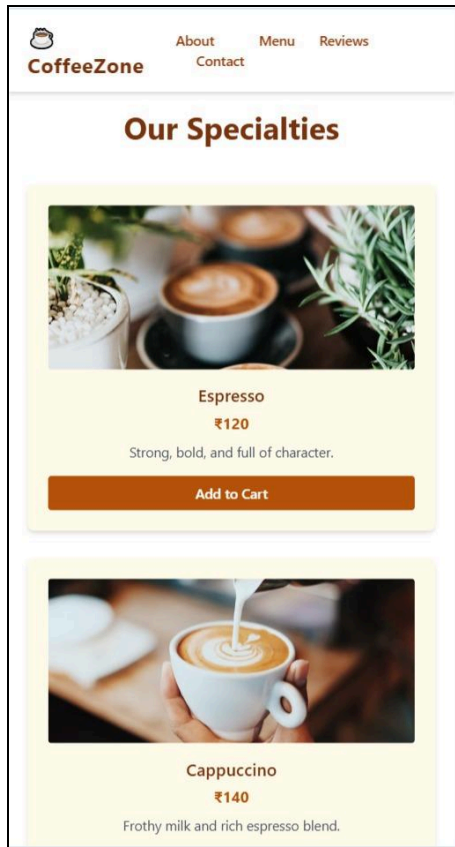 CoffeeZone
About Menu Reviews
Contact
Our Specialties
Espresso
₹120
Strong, bold, and full of character.
Add to Cart
Cappuccino
₹140
Frothy milk and rich espresso blend.